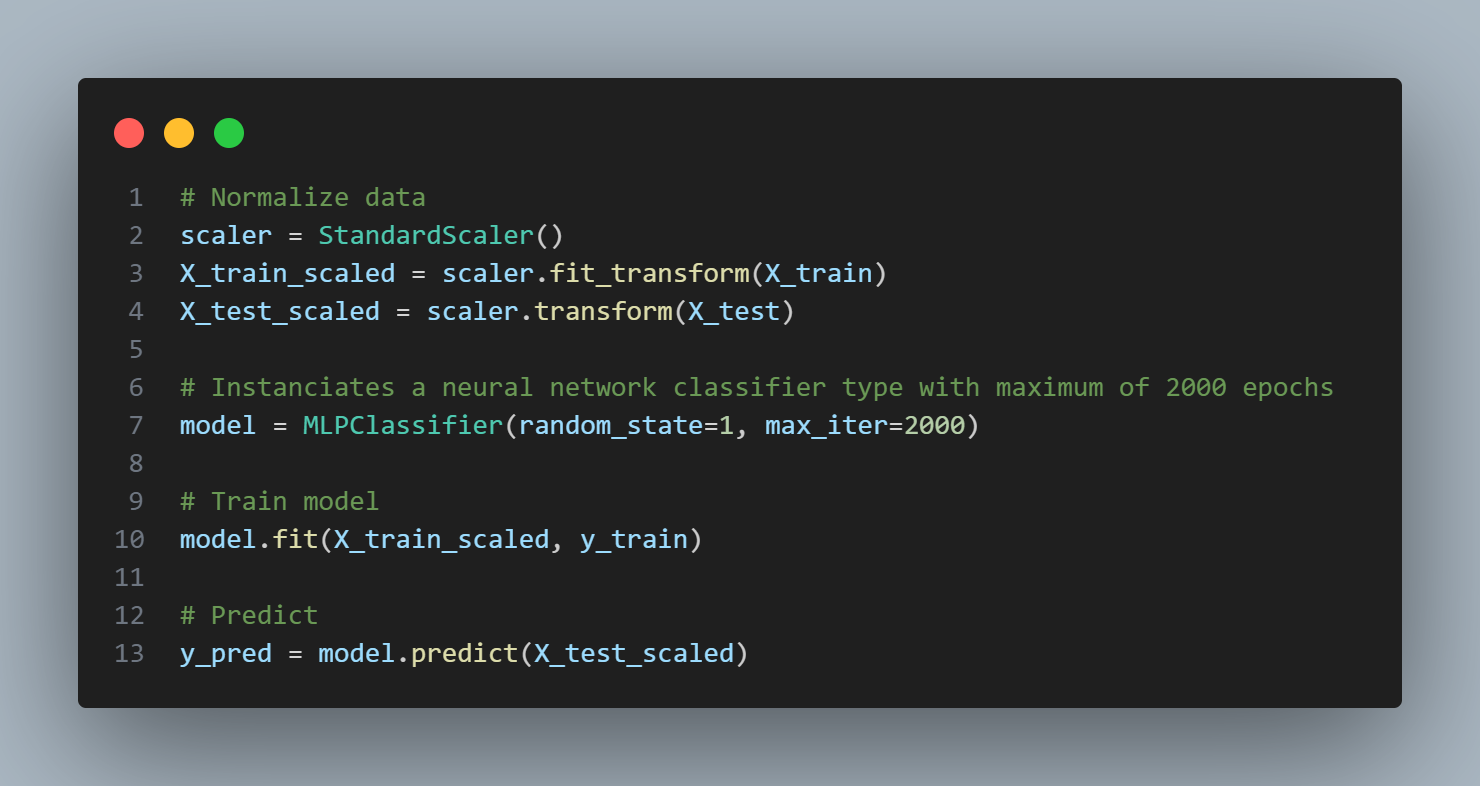 1 # Normalize data
2 scaler = StandardScaler()
3 X_train_scaled = scaler.fit_transform(X_train)
4 X_test_scaled = scaler.transform(X_test)
5
6 # Instanciates a neural network classifier type with maximum of 2000 epochs
7 model = MLPClassifier(random_state=1, max_iter=2000)
8
9 # Train model
10 model.fit(X_train_scaled, y_train)
11
12 # Predict
13 y_pred = model.predict(X_test_scaled)